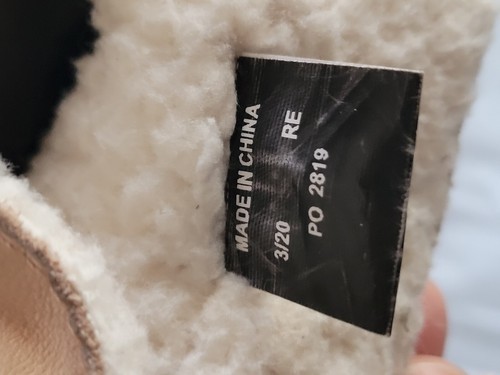 MADE IN CHINA
3/20 RE
PO 2819